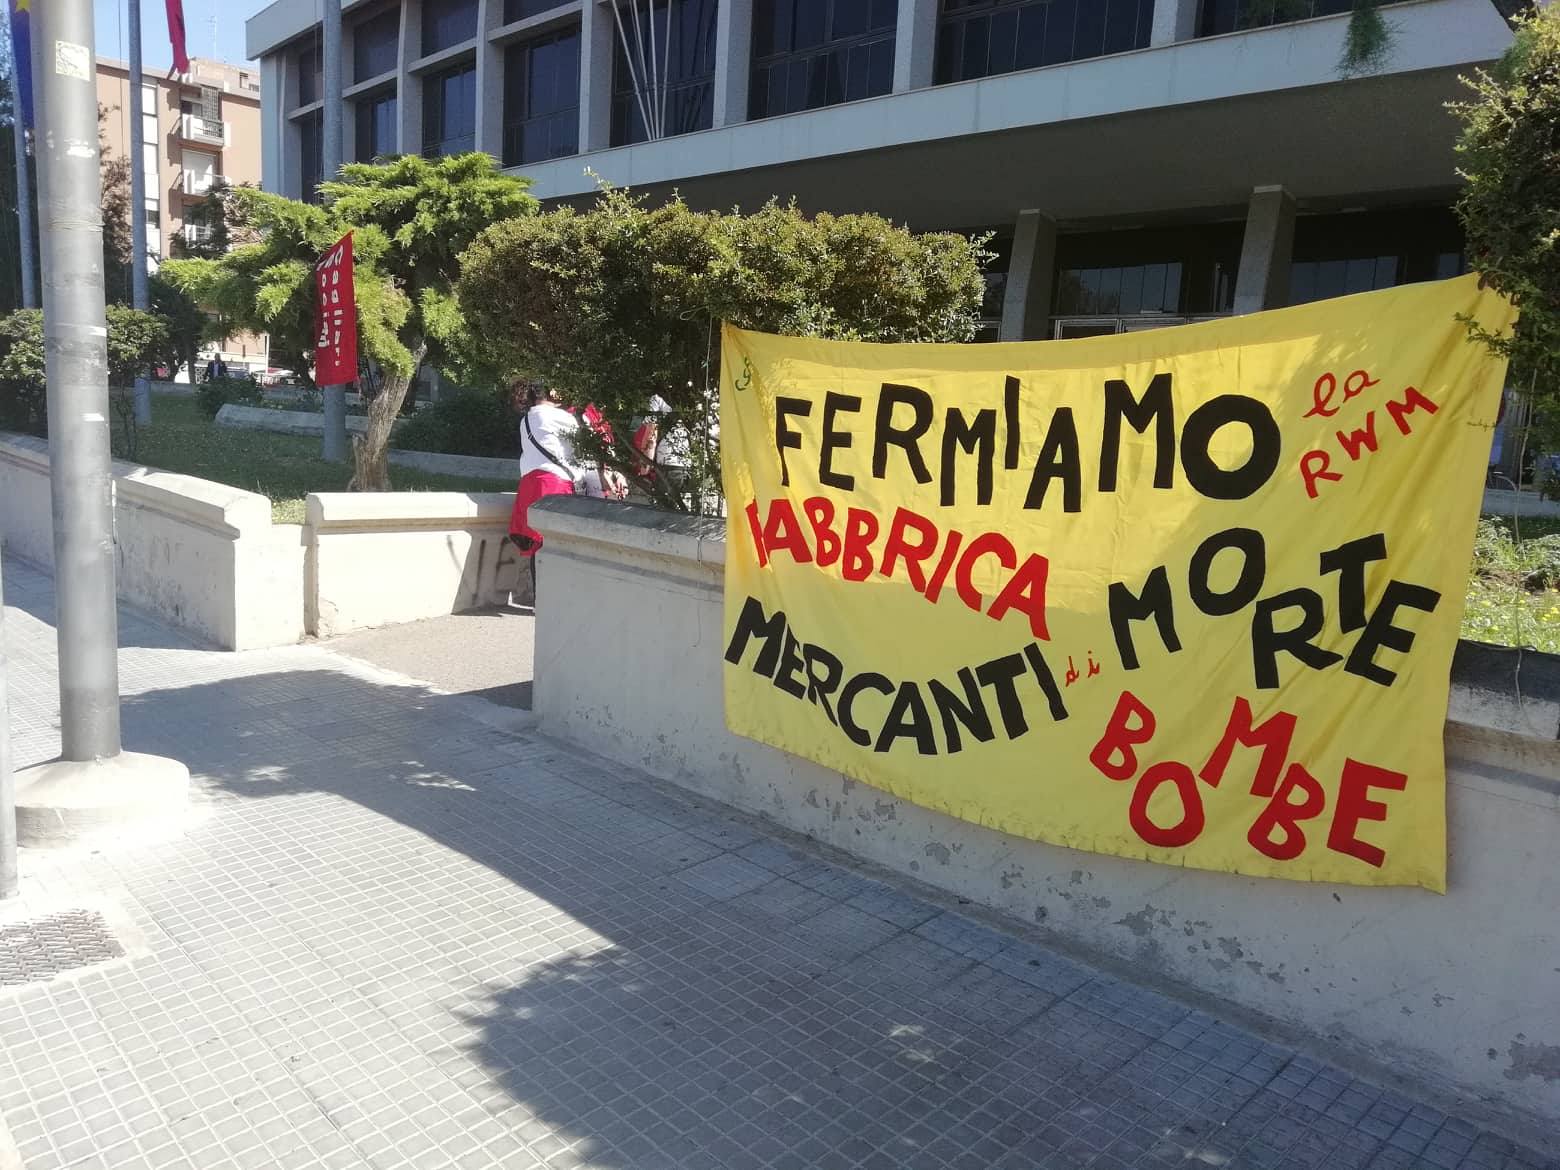 FERMIAMO la RWM
FABBRICA MORTE
MERCANTI di BOMBE